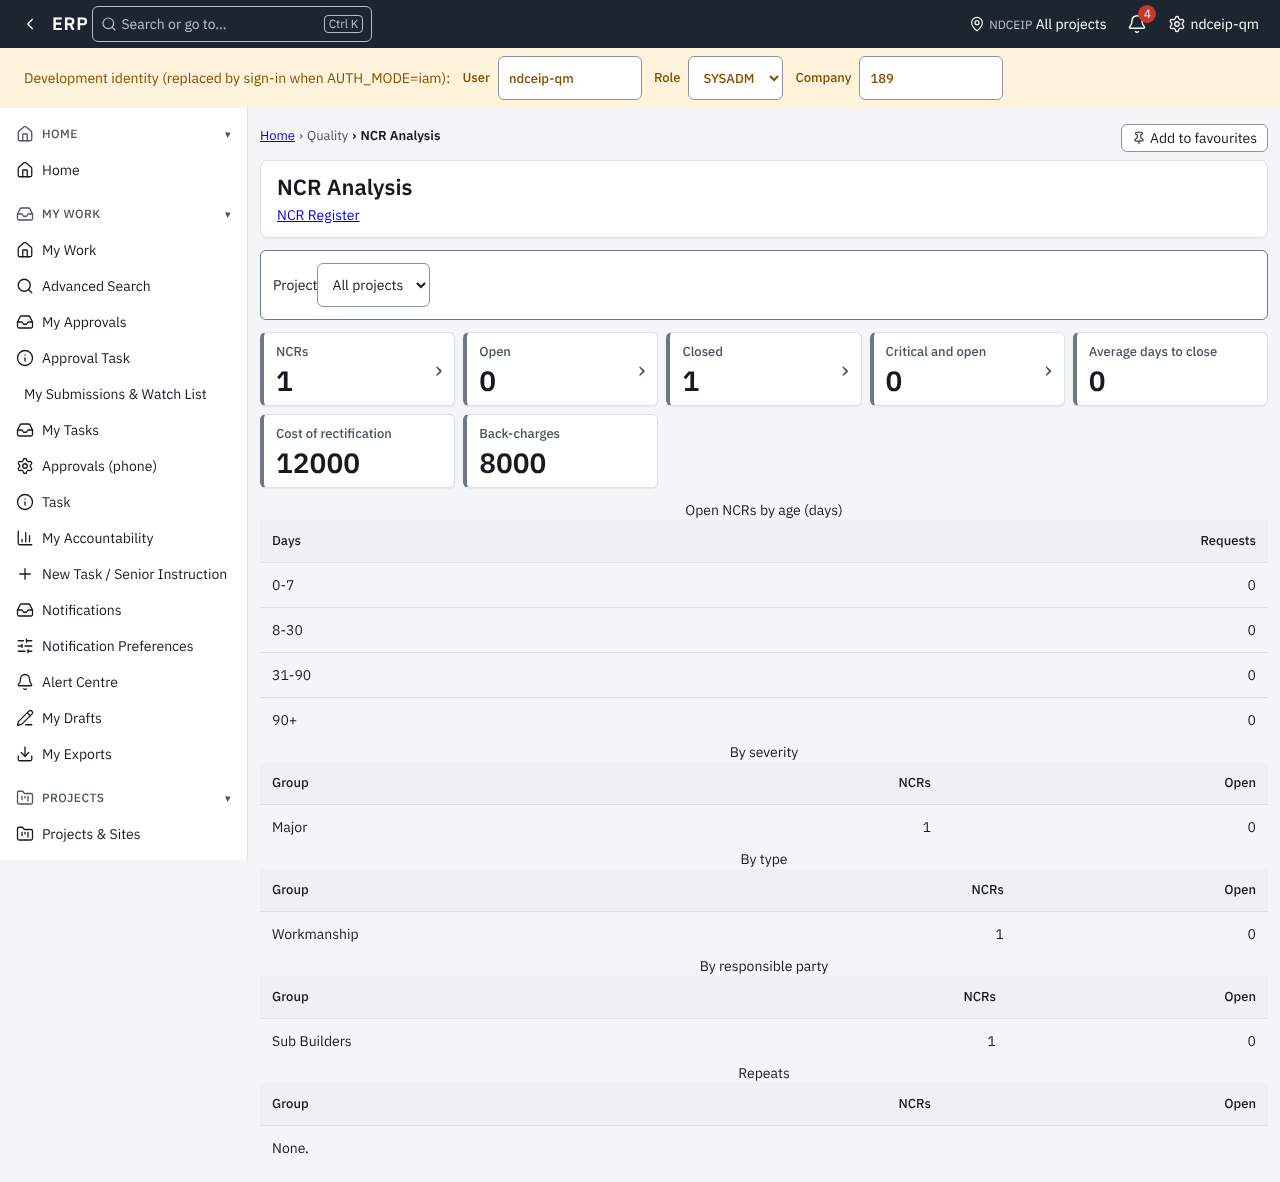 ERP
Search or go to...
Ctrl K
NDCEIP All projects
4
ndceip-qm
Development identity (replaced by sign-in when AUTH_MODE=iam):
User
ndceip-qm
Role
SYSADM
Company
189
HOME
Home
MY WORK
My Work
Advanced Search
My Approvals
Approval Task
My Submissions & Watch List
My Tasks
Approvals (phone)
Task
My Accountability
New Task / Senior Instruction
Notifications
Notification Preferences
Alert Centre
My Drafts
My Exports
PROJECTS
Projects & Sites
Home › Quality › NCR Analysis
Add to favourites
NCR Analysis
NCR Register
Project
All projects
NCRs
1
Open
0
Closed
1
Critical and open
0
Average days to close
0
Cost of rectification
12000
Back-charges
8000
Open NCRs by age (days)
Days Requests
0-7 0
8-30 0
31-90 0
90+ 0
By severity
Group NCRs Open
Major 1 0
By type
Group NCRs Open
Workmanship 1 0
By responsible party
Group NCRs Open
Sub Builders 1 0
Repeats
Group NCRs Open
None.